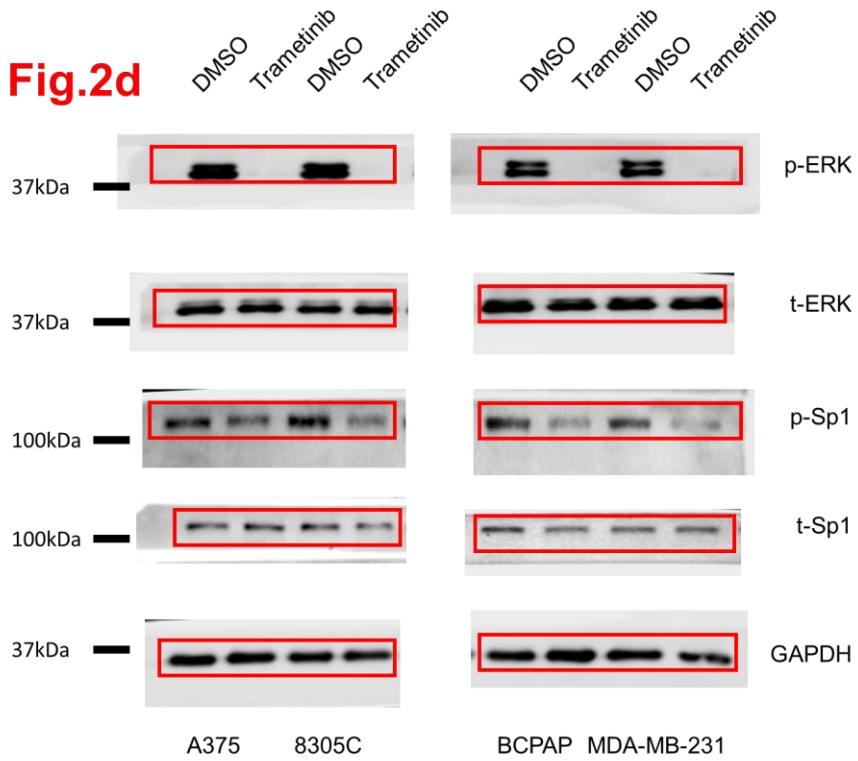 Fig.2d
DMSO Trametinib DMSO Trametinib DMSO Trametinib DMSO Trametinib
37kDa p-ERK
37kDa t-ERK
100kDa p-Sp1
100kDa t-Sp1
37kDa GAPDH
A375 8305C BCPAP MDA-MB-231